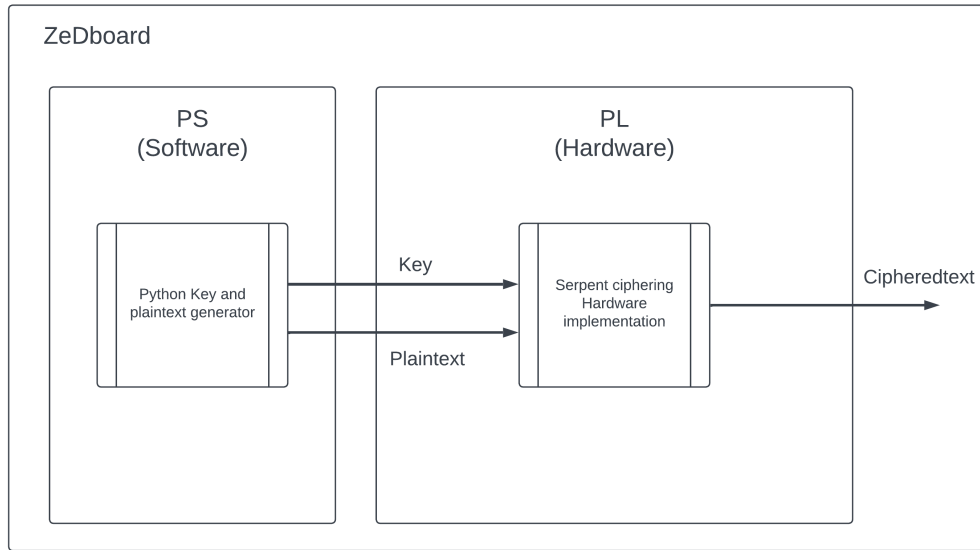 ZeDboard
PS
(Software)
PL
(Hardware)
Python Key and
plaintext generator
Key
Plaintext
Serpent ciphering
Hardware
implementation
Cipheredtext